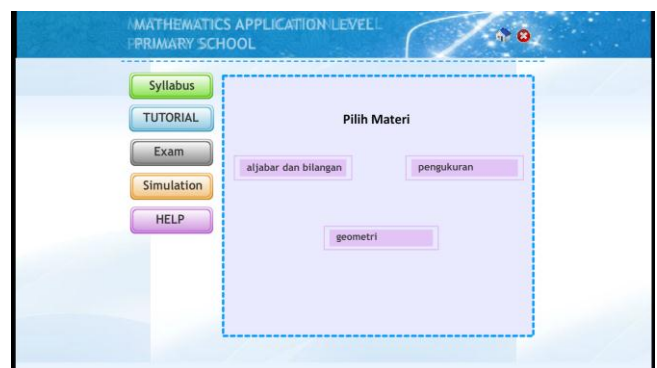 MATHEMATICS APPLICATION LEVEL
PRIMARY SCHOOL
Syllabus
TUTORIAL
Exam
Simulation
HELP
Pilih Materi
aljabar dan bilangan
pengukuran
geometri